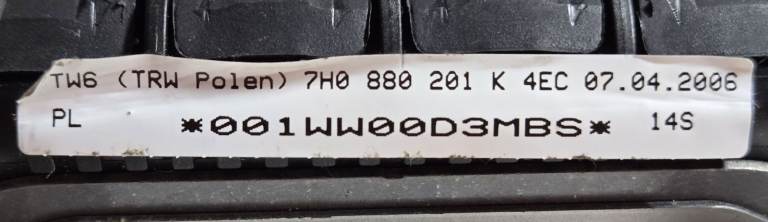 TW6 (TRW Polen) 7H0 880 201 K 4EC 07.04.2006
PL *001WW00D3MBS* 14S